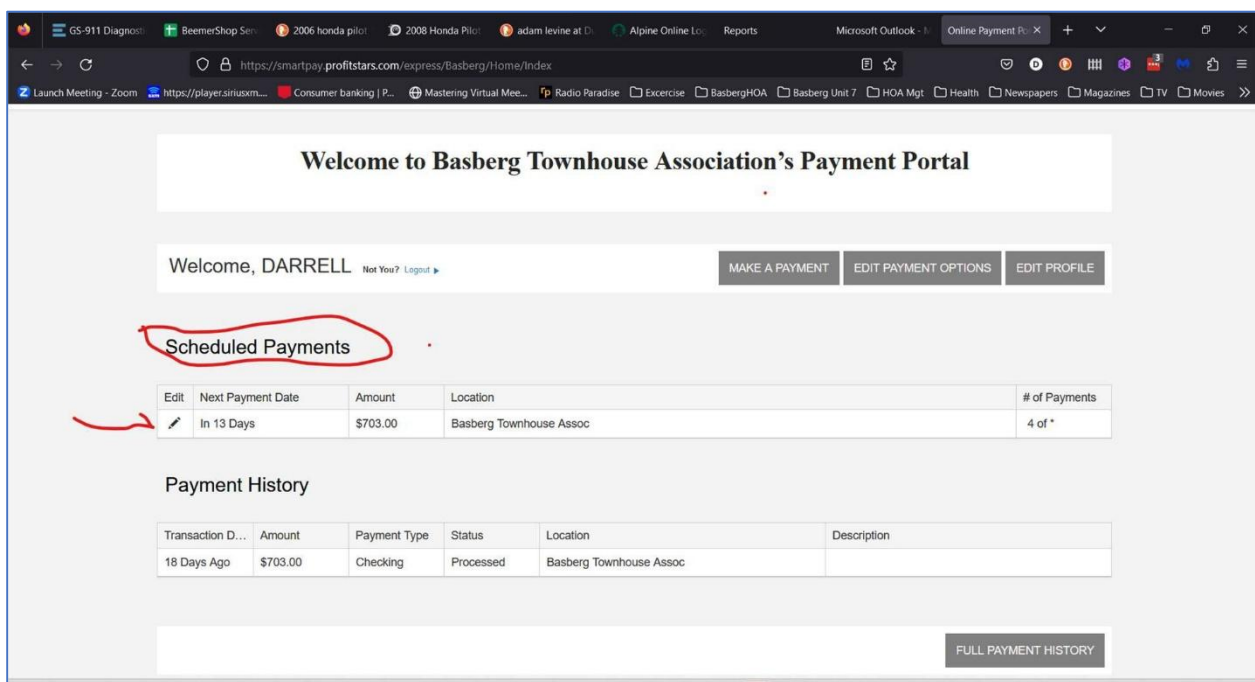 GS-911 Diagnosti BeemerShop Serv 2006 honda pilot 2008 Honda Pilot adam levine at D Alpine Online Log Reports Microsoft Outlook - M Online Payment Po
https://smartpay.profitstars.com/express/Basberg/Home/Index 3
Launch Meeting - Zoom https://player.siriusxm.... Consumer banking | P... Mastering Virtual Mee... Radio Paradise Excercise BasbergHOA Basberg Unit 7 HOA Mgt Health Newspapers Magazines TV Movies
Welcome to Basberg Townhouse Association's Payment Portal
Welcome, DARRELL Not You? Logout MAKE A PAYMENT EDIT PAYMENT OPTIONS EDIT PROFILE
Scheduled Payments
Edit Next Payment Date Amount Location # of Payments
In 13 Days $703.00 Basberg Townhouse Assoc 4 of *
Payment History
Transaction D... Amount Payment Type Status Location Description
18 Days Ago $703.00 Checking Processed Basberg Townhouse Assoc
FULL PAYMENT HISTORY